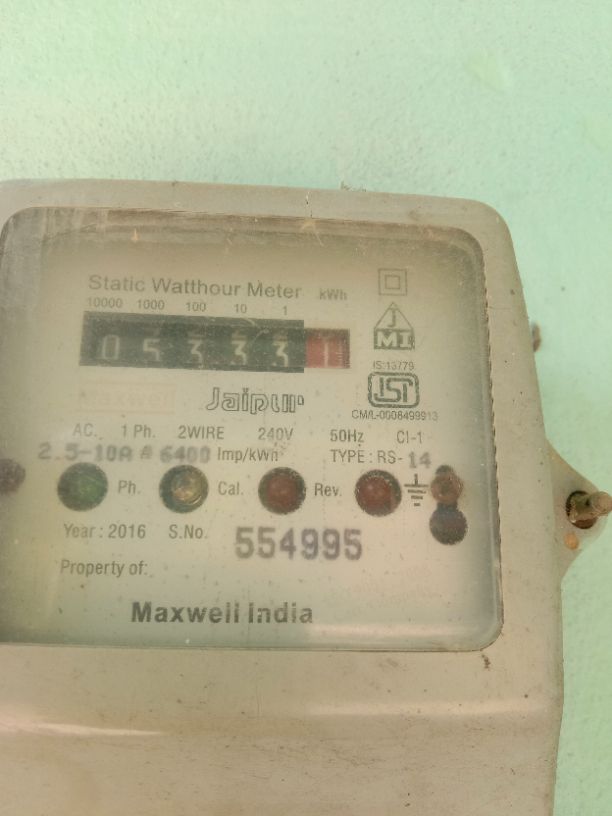 Static Watthour Meter kWh
10000 1000 100 10 1
0 5 3 3 3 1
J
MI
IS:13779
Jaipur
ISI
CM/L-0008499913
AC. 1 Ph. 2WIRE 240V 50Hz Cl-1
2.5-10A 6400 Imp/kWh TYPE : RS-14
Ph. Cal. Rev.
Year : 2016 S.No. 554995
Property of:
Maxwell India